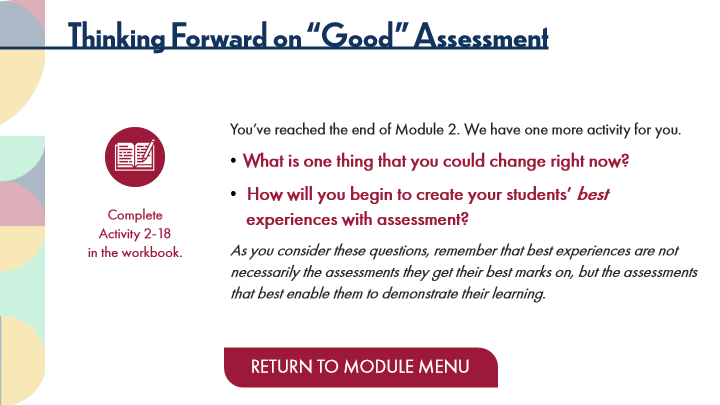 Thinking Forward on “Good” Assessment
Complete
Activity 2-18
in the workbook.
You’ve reached the end of Module 2. We have one more activity for you.
• What is one thing that you could change right now?
• How will you begin to create your students’ best
experiences with assessment?
As you consider these questions, remember that best experiences are not
necessarily the assessments they get their best marks on, but the assessments
that best enable them to demonstrate their learning.
RETURN TO MODULE MENU